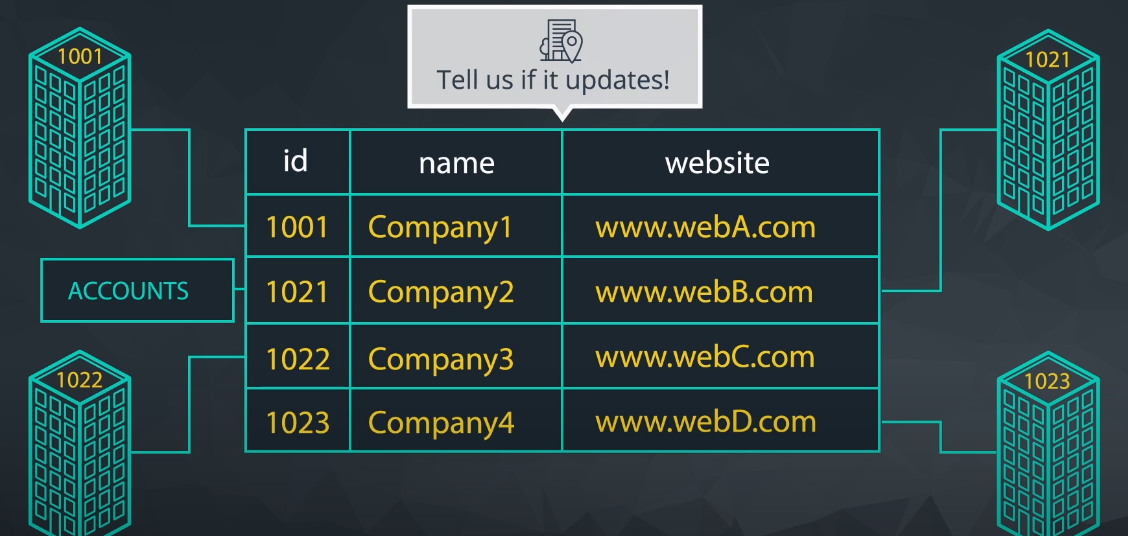 1001
Tell us if it updates!
1021
id name website
1001 Company1 www.webA.com
ACCOUNTS
1021 Company2 www.webB.com
1022 Company3 www.webC.com
1022
1023
1023 Company4 www.webD.com